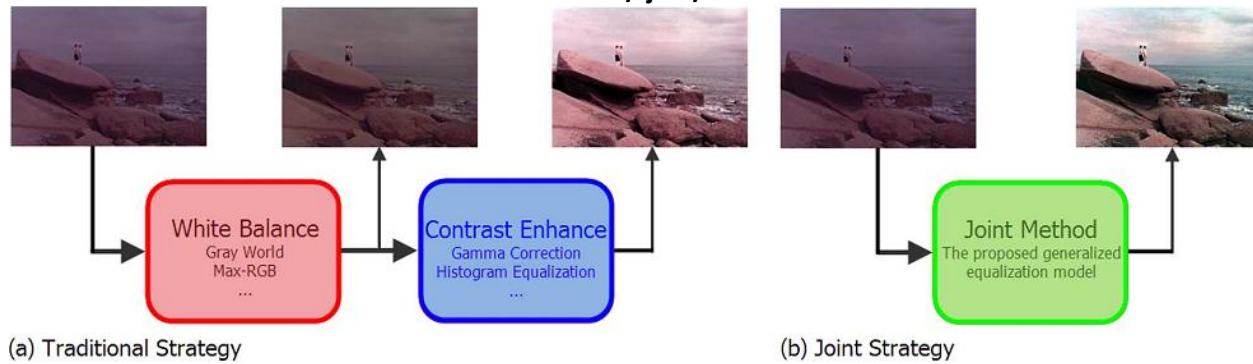 White Balance
Gray World
Max-RGB
...
Contrast Enhance
Gamma Correction
Histogram Equalization
...
(a) Traditional Strategy
Joint Method
The proposed generalized
equalization model
(b) Joint Strategy